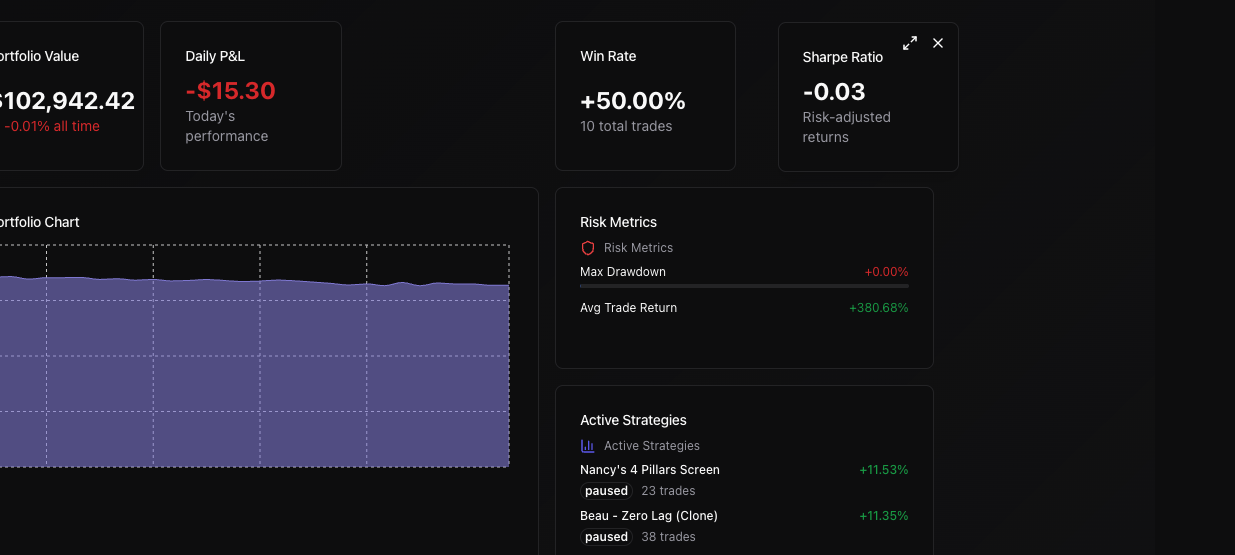 ortfolio Value
$102,942.42
-0.01% all time
Daily P&L
-$15.30
Today's
performance
Win Rate
+50.00%
10 total trades
Sharpe Ratio
-0.03
Risk-adjusted
returns
ortfolio Chart
Risk Metrics
Risk Metrics
Max Drawdown
+0.00%
Avg Trade Return
+380.68%
Active Strategies
Active Strategies
Nancy's 4 Pillars Screen
+11.53%
paused 23 trades
Beau - Zero Lag (Clone)
+11.35%
paused 38 trades